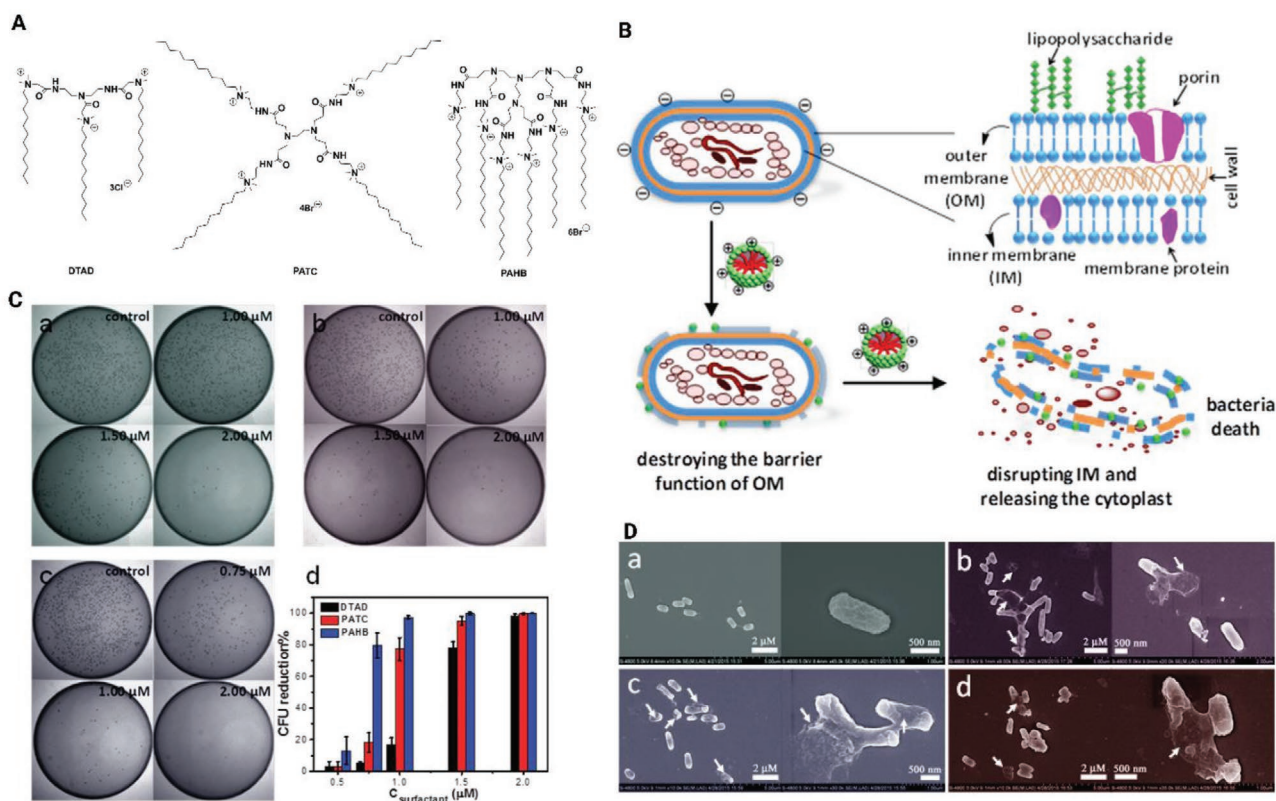 A
DTAD
3Cl⊖
PATC
4Br⊖
PAHB
6Br⊖
B
lipopolysaccharide
porin
outer
membrane
(OM)
cell wall
inner membrane
(IM)
membrane protein
destroying the barrier
function of OM
disrupting IM and
releasing the cytoplast
bacteria
death
C
a
control
1.00 μM
1.50 μM
2.00 μM
b
control
1.00 μM
1.50 μM
2.00 μM
c
control
0.75 μM
1.00 μM
2.00 μM
d
DTAD
PATC
PAHB
CFU reduction%
100
80
60
40
20
0
0.5
1.0
1.5
2.0
Csurfactant(μM)
D
a
2 μM
500 nm
b
2 μM
500 nm
c
2 μM
500 nm
d
2 μM
500 nm